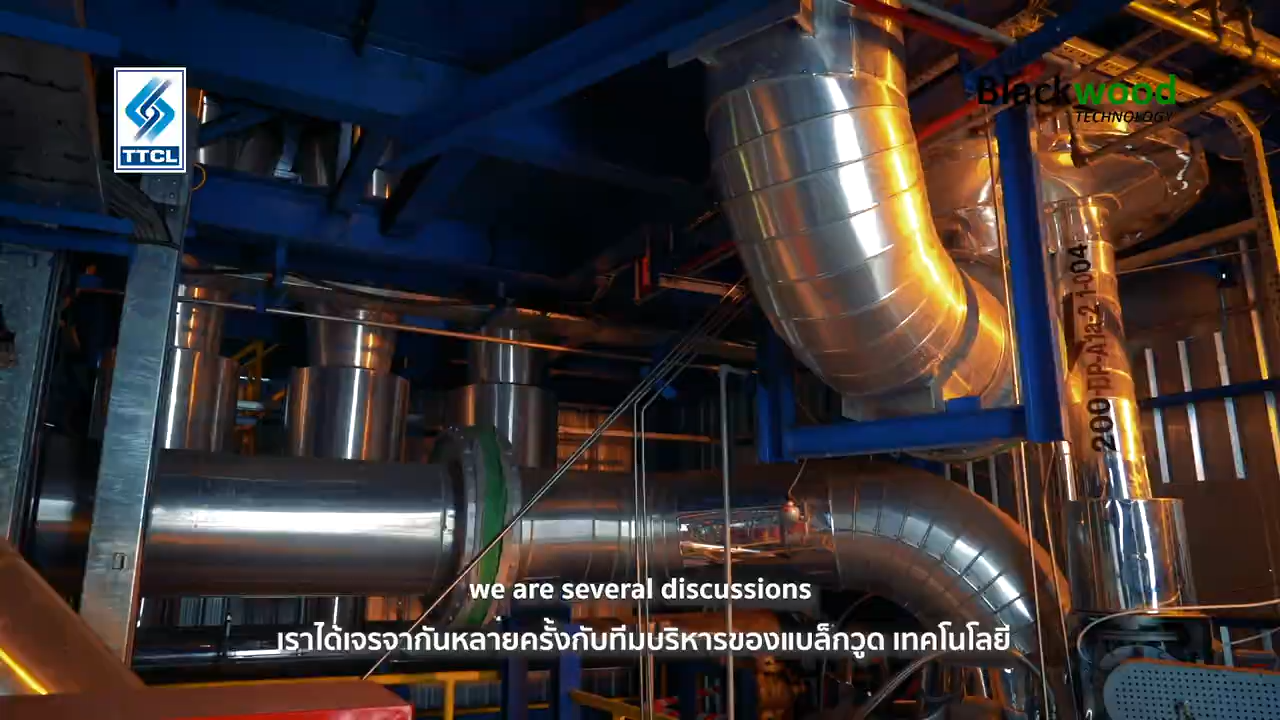 TTCL
Blackwood
TECHNOLOGY
200-DP-A1a-2.1-004
we are several discussions
เราได้เจรจากันหลายครั้งกับทีมบริหารของแบล็กวูด เทคโนโลยี